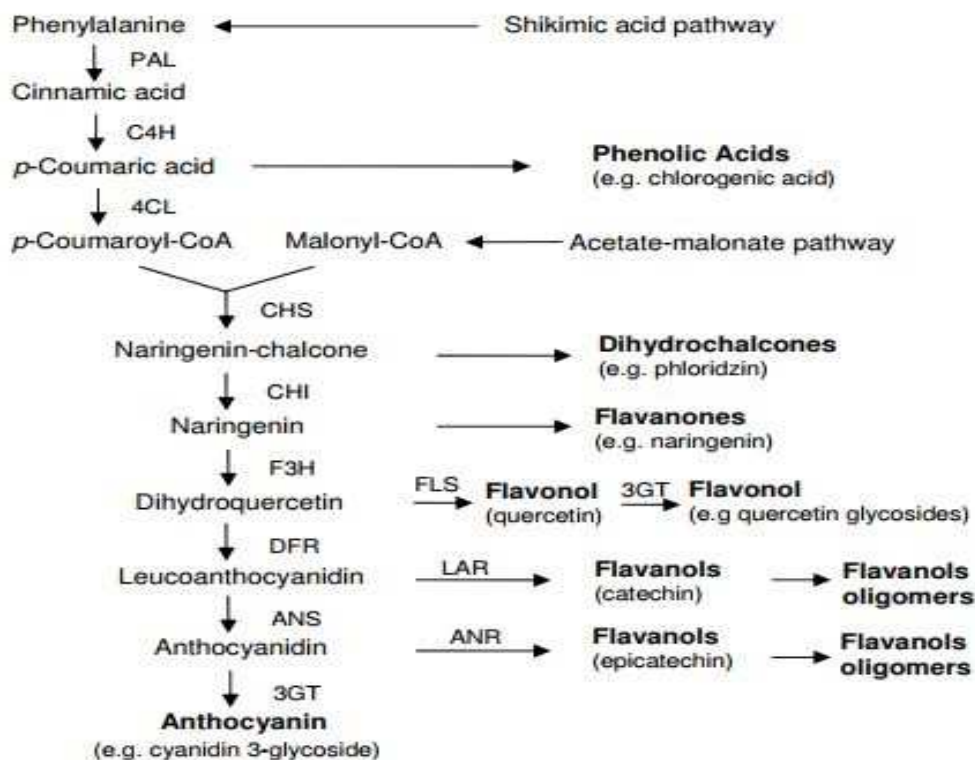 Phenylalanine Shikimic acid pathway
PAL
Cinnamic acid
C4H
p-Coumaric acid Phenolic Acids
(e.g. chlorogenic acid)
4CL
p-Coumaroyl-CoA Malonyl-CoA Acetate-malonate pathway
CHS
Naringenin-chalcone Dihydrochalcones
(e.g. phloridzin)
CHI
Naringenin Flavanones
(e.g. naringenin)
F3H
Dihydroquercetin FLS Flavonol 3GT Flavonol
(quercetin) (e.g quercetin glycosides)
DFR
Leucoanthocyanidin LAR Flavanols Flavanols
(catechin) oligomers
ANS
Anthocyanidin ANR Flavanols Flavanols
(epicatechin) oligomers
3GT
Anthocyanin
(e.g. cyanidin 3-glycoside)